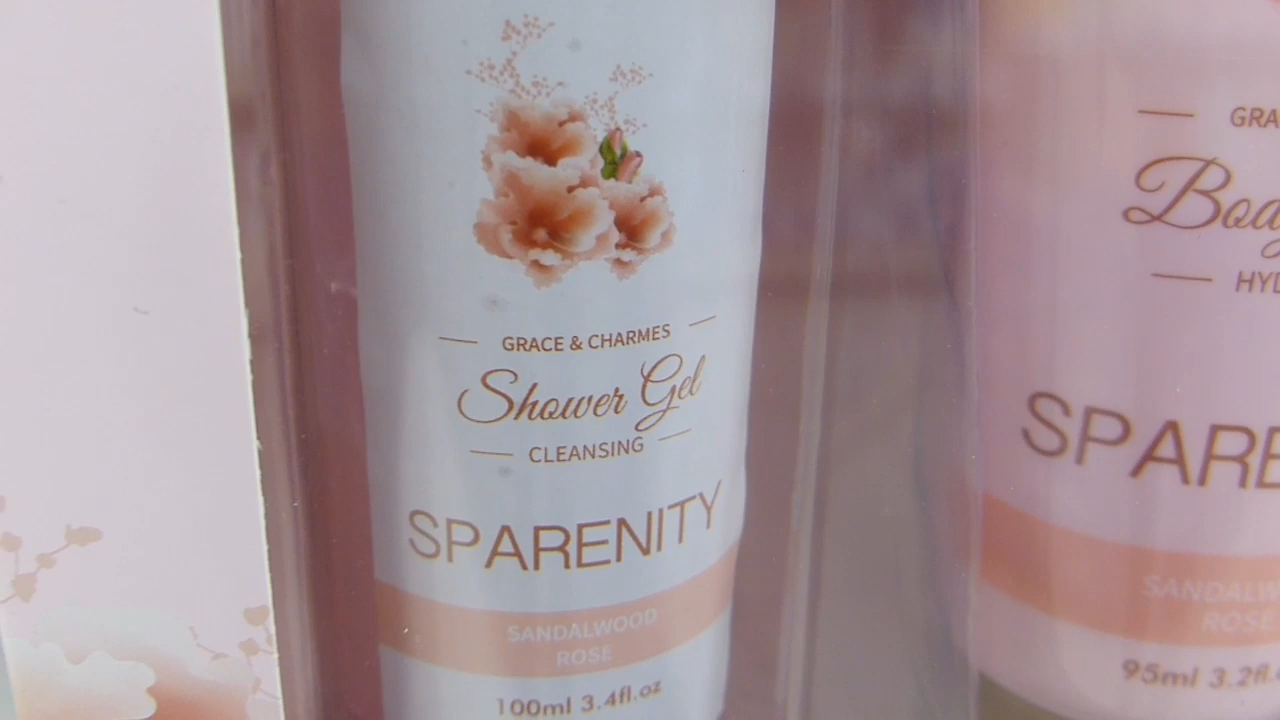 GRACE & CHARMES
Shower Gel
CLEANSING
SPARENITY
SANDALWOOD
ROSE
100ml 3.4fl.oz
GRA
Bod
HYD
SPARE
SANDALW
ROSE
95ml 3.2fl.